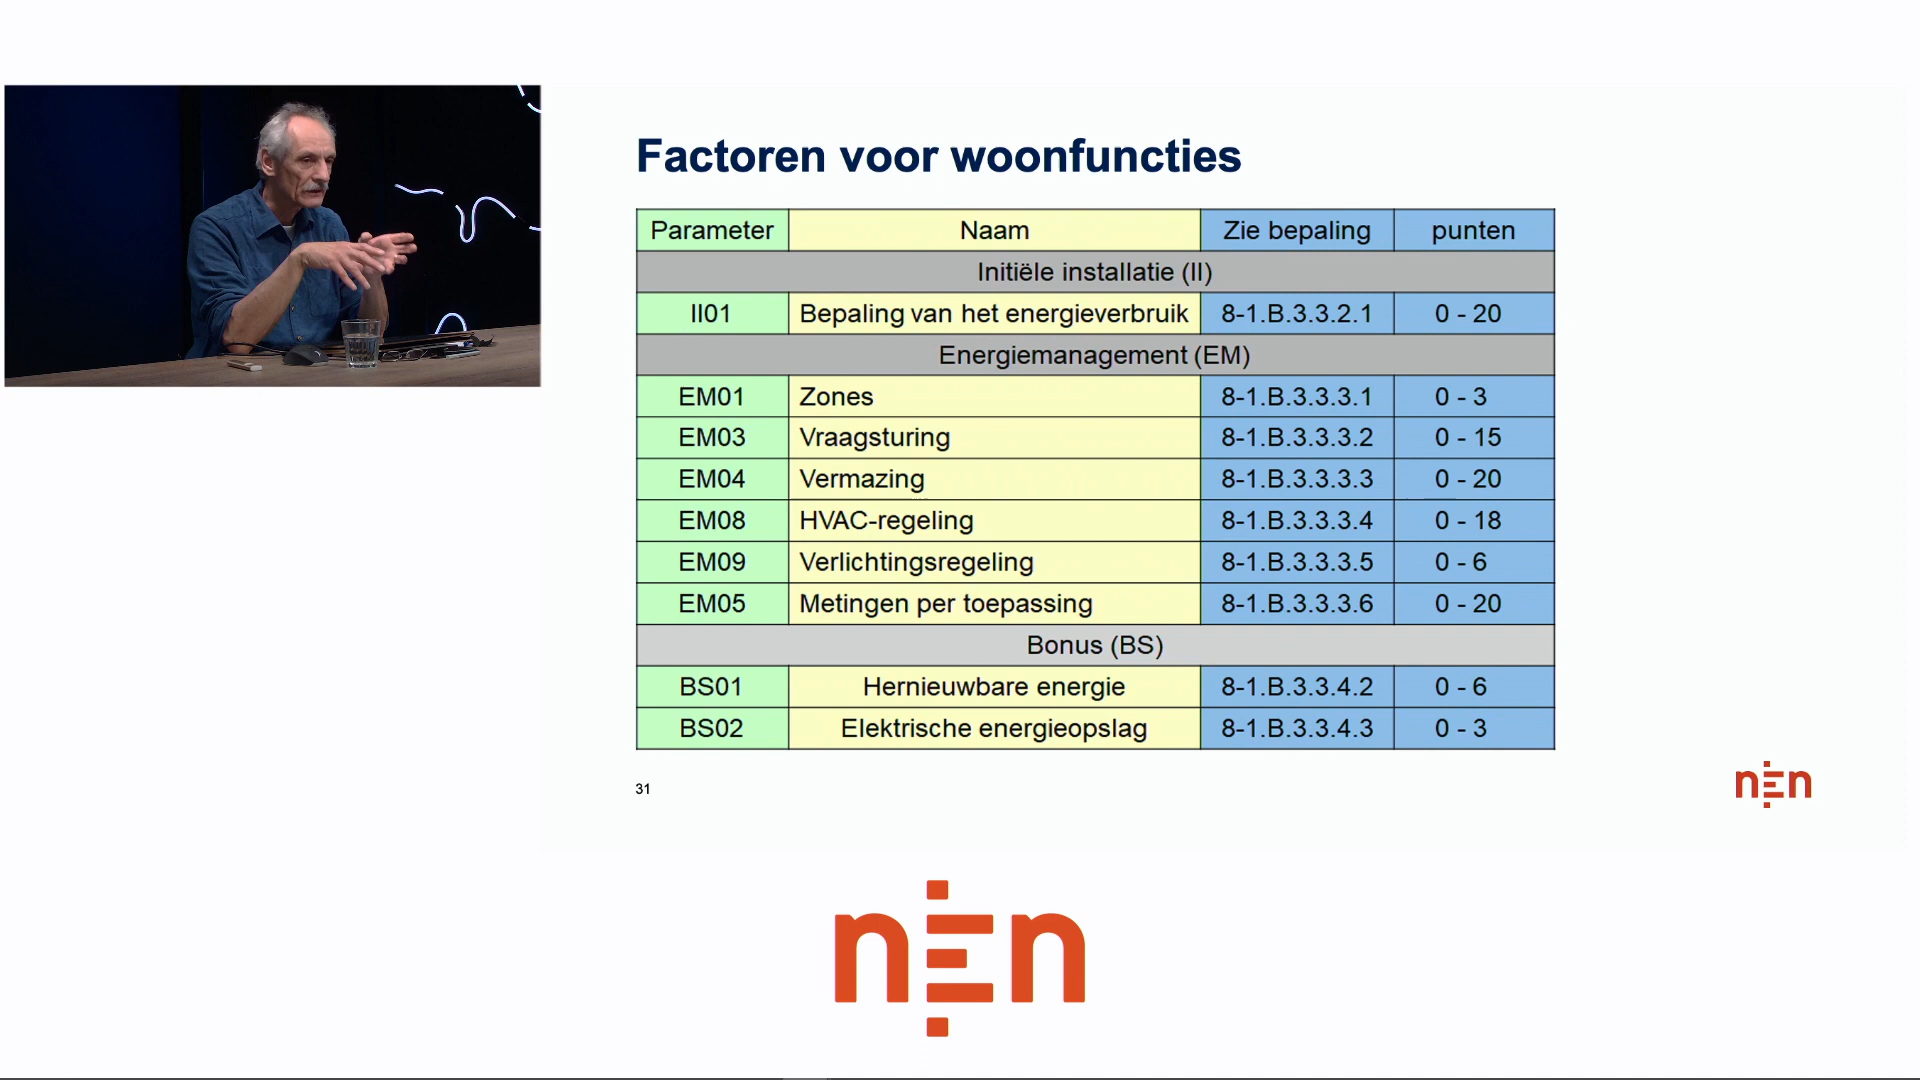 Factoren voor woonfuncties
Parameter Naam Zie bepaling punten
Initiële installatie (II)
II01 Bepaling van het energieverbruik 8-1.B.3.3.2.1 0 - 20
Energiemanagement (EM)
EM01 Zones 8-1.B.3.3.3.1 0 - 3
EM03 Vraagsturing 8-1.B.3.3.3.2 0 - 15
EM04 Vermazing 8-1.B.3.3.3.3 0 - 20
EM08 HVAC-regeling 8-1.B.3.3.3.4 0 - 18
EM09 Verlichtingsregeling 8-1.B.3.3.3.5 0 - 6
EM05 Metingen per toepassing 8-1.B.3.3.3.6 0 - 20
Bonus (BS)
BS01 Hernieuwbare energie 8-1.B.3.3.4.2 0 - 6
BS02 Elektrische energieopslag 8-1.B.3.3.4.3 0 - 3
31
nEn
nEn